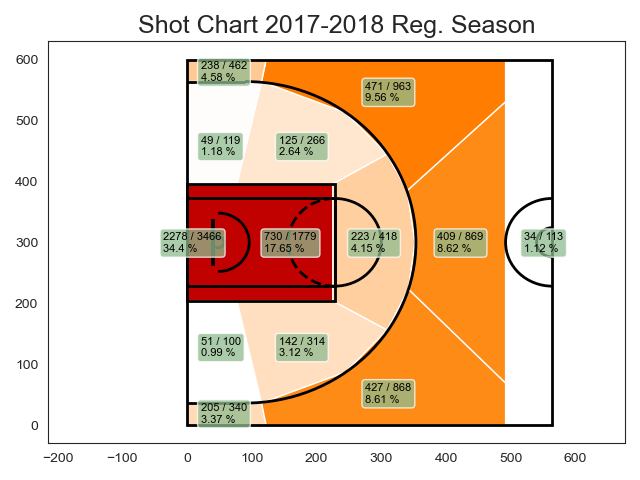 Shot Chart 2017-2018 Reg. Season
600
500
400
300
200
100
0
238 / 462
4.58 %
471 / 963
9.56 %
49 / 119
1.18 %
125 / 266
2.64 %
2278 / 3466
34.4 %
730 / 1779
17.65 %
223 / 418
4.15 %
409 / 869
8.62 %
34 / 113
1.12 %
51 / 100
0.99 %
142 / 314
3.12 %
205 / 340
3.37 %
427 / 868
8.61 %
-200
-100
0
100
200
300
400
500
600